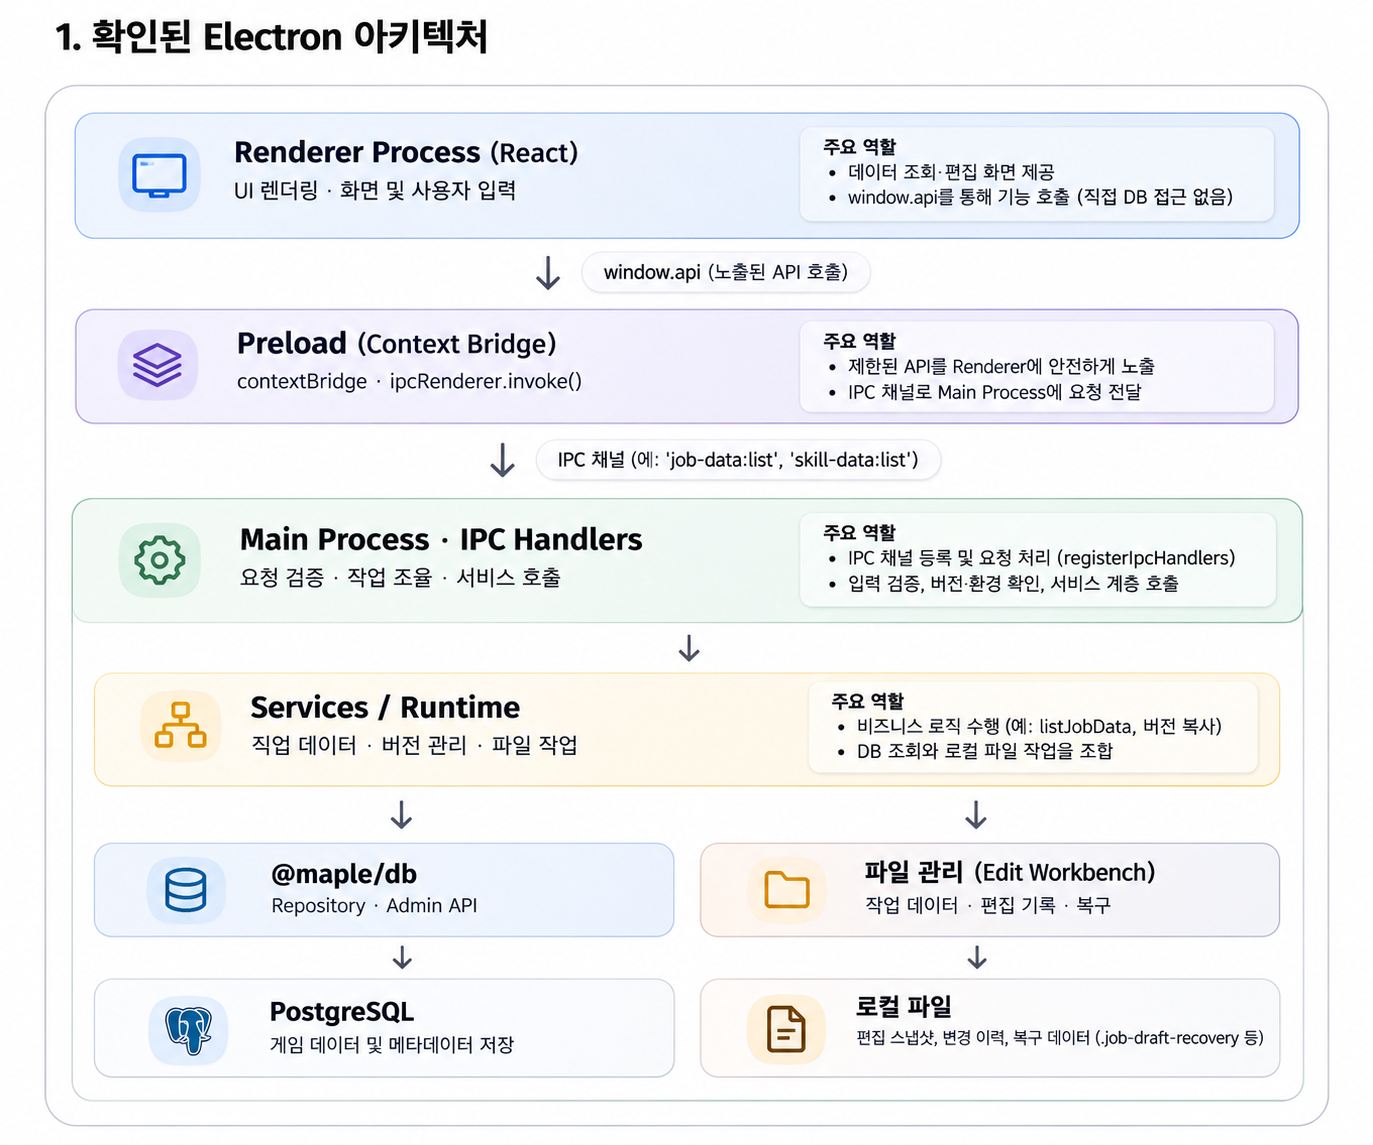 1. 확인된 Electron 아키텍처
Renderer Process (React)
UI 렌더링 · 화면 및 사용자 입력
주요 역할
• 데이터 조회·편집 화면 제공
• window.api를 통해 기능 호출 (직접 DB 접근 없음)
window.api (노출된 API 호출)
Preload (Context Bridge)
contextBridge · ipcRenderer.invoke()
주요 역할
• 제한된 API를 Renderer에 안전하게 노출
• IPC 채널로 Main Process에 요청 전달
IPC 채널 (에: 'job-data:list', 'skill-data:list')
Main Process · IPC Handlers
요청 검증 · 작업 조율 · 서비스 호출
주요 역할
• IPC 채널 등록 및 요청 처리 (registerIpcHandlers)
• 입력 검증, 버전·환경 확인, 서비스 계층 호출
Services / Runtime
직업 데이터 · 버전 관리 · 파일 작업
주요 역할
• 비즈니스 로직 수행 (예: listJobData, 버전 복사)
• DB 조회와 로컬 파일 작업을 조합
@maple/db
Repository · Admin API
파일 관리 (Edit Workbench)
작업 데이터 · 편집 기록 · 복구
PostgreSQL
게임 데이터 및 메타데이터 저장
로컬 파일
편집 스냅샷, 변경 이력, 복구 데이터 (.job-draft-recovery 등)